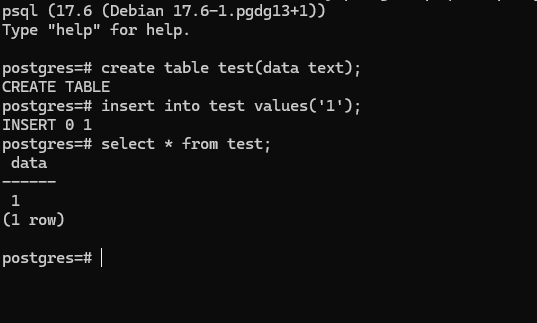 psql (17.6 (Debian 17.6-1.pgdg13+1))
Type "help" for help.
postgres=# create table test(data text);
CREATE TABLE
postgres=# insert into test values('1');
INSERT 0 1
postgres=# select * from test;
 data
------
 1
(1 row)
postgres=#